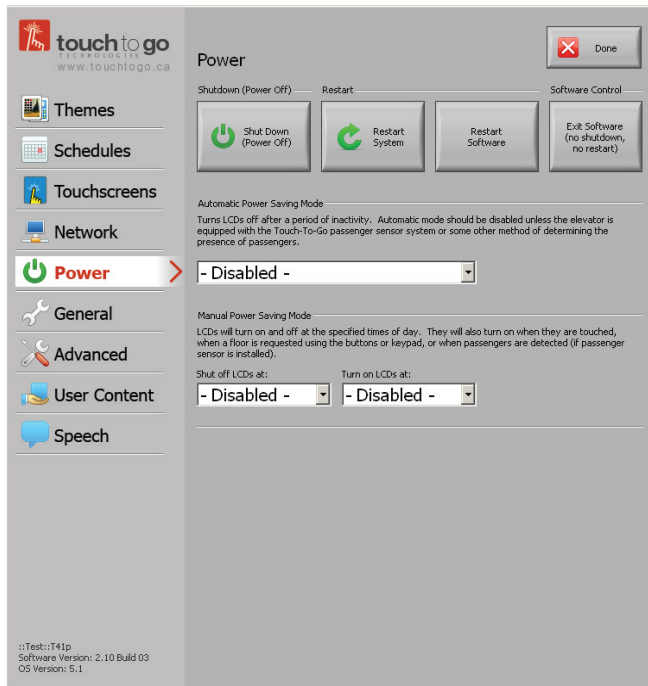 touch to go
TECHNOLOGIES
www.touchtogo.ca
Themes
Schedules
Touchscreens
Network
Power
General
Advanced
User Content
Speech
::Test::T41p
Software Version: 2.10 Build 03
OS Version: 5.1
Power
Done
Shutdown (Power Off)
Restart
Software Control
Shut Down
(Power Off)
Restart
System
Restart
Software
Exit Software
(no shutdown,
no restart)
Automatic Power Saving Mode
Turns LCDs off after a period of inactivity. Automatic mode should be disabled unless the elevator is
equipped with the Touch-To-Go passenger sensor system or some other method of determining the
presence of passengers.
- Disabled -
Manual Power Saving Mode
LCDs will turn on and off at the specified times of day. They will also turn on when they are touched,
when a floor is requested using the buttons or keypad, or when passengers are detected (if passenger
sensor is installed).
Shut off LCDs at:
Turn on LCDs at:
- Disabled -
- Disabled -